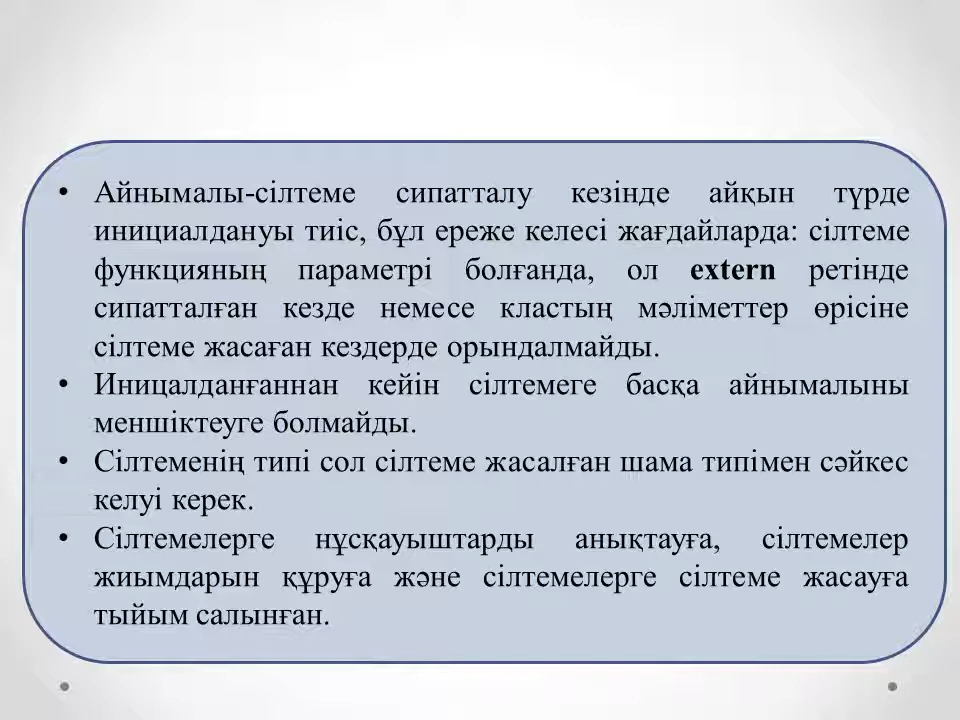 • Айнымалы-сілтеме сипатталу кезінде айқын түрде
инициалдануы тиіс, бұл ереже келесі жағдайларда: сілтеме
функцияның параметрі болғанда, ол extern ретінде
сипатталған кезде немесе кластың мәліметтер өрісіне
сілтеме жасаған кездерде орындалмайды.
• Иницалданғаннан кейін сілтемеге басқа айнымалыны
меншіктеуге болмайды.
• Сілтеменің типі сол сілтеме жасалған шама типімен сәйкес
келуі керек.
• Сілтемелерге нұсқауыштарды анықтауға, сілтемелер
жиымдарын құруға және сілтемелерге сілтеме жасауға
тыйым салынған.